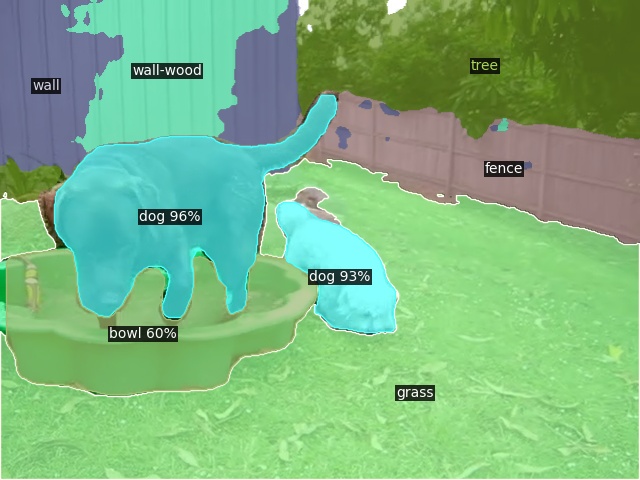 tree
wall-wood
wall
fence
dog 96%
dog 93%
bowl 60%
grass